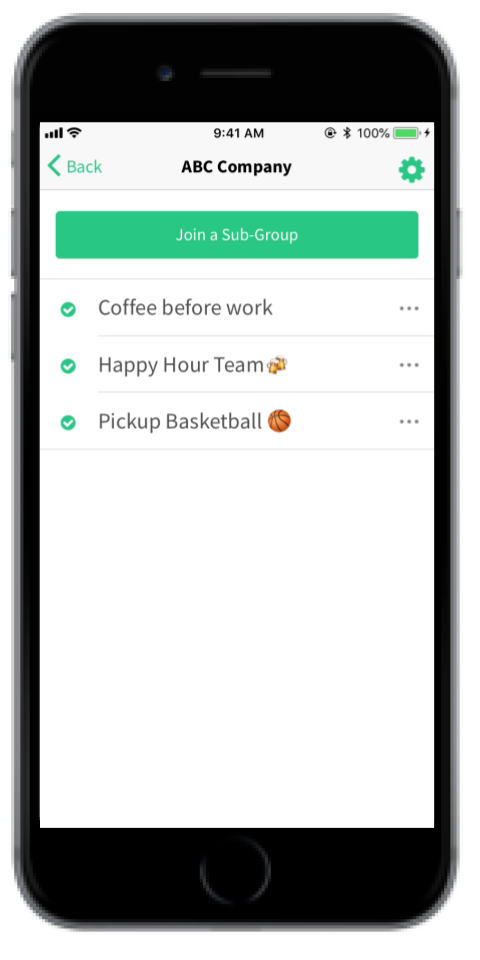 9:41 AM 100%
Back ABC Company
Join a Sub-Group
Coffee before work
Happy Hour Team🍻
Pickup Basketball 🏀